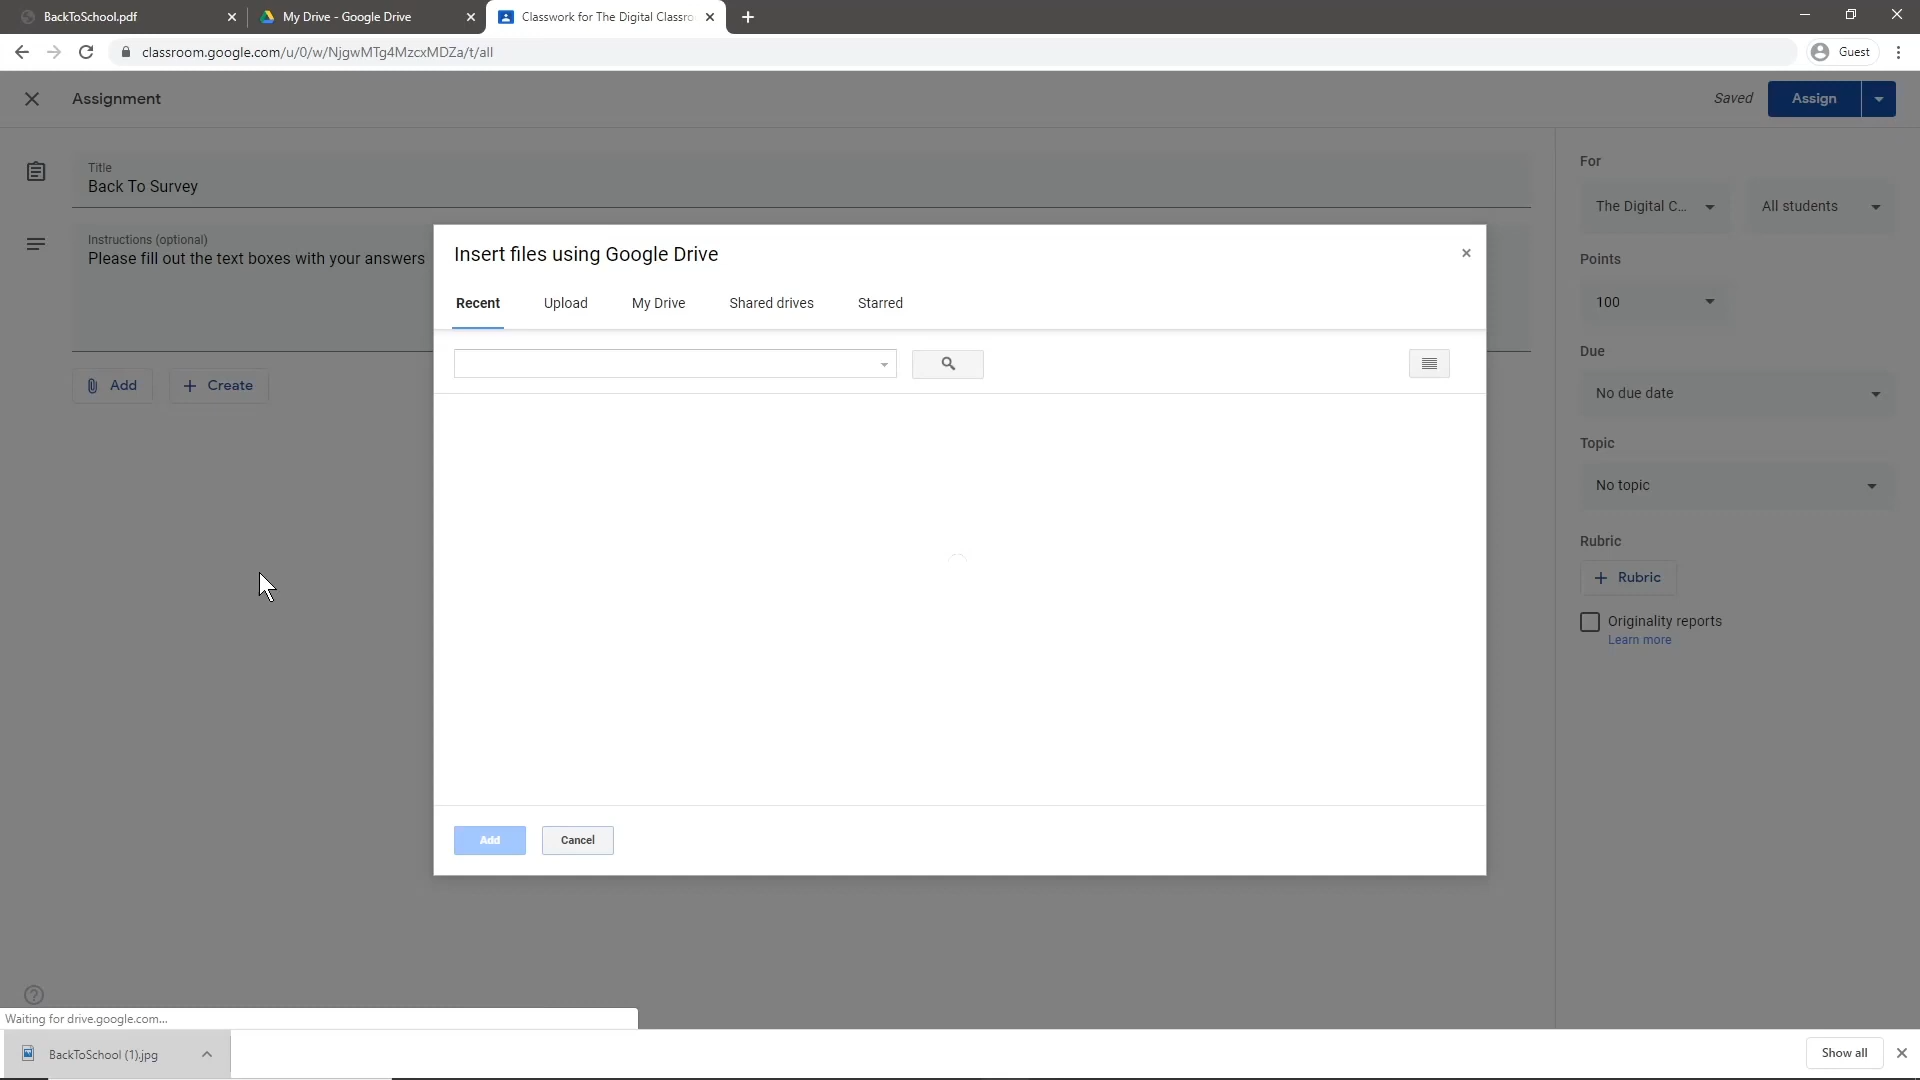 BackToSchool.pdf
My Drive - Google Drive
Classwork for The Digital Classro
classroom.google.com/u/0/w/NjgwMTg4MzcxMDZa/t/all
Guest
Assignment
Saved
Assign
Title
Back To Survey
Instructions (optional)
Please fill out the text boxes with your answers
Add
Create
Insert files using Google Drive
Recent
Upload
My Drive
Shared drives
Starred
Add
Cancel
For
The Digital C...
All students
Points
100
Due
No due date
Topic
No topic
Rubric
Rubric
Originality reports
Learn more
Waiting for drive.google.com...
BackToSchool (1).jpg
Show all